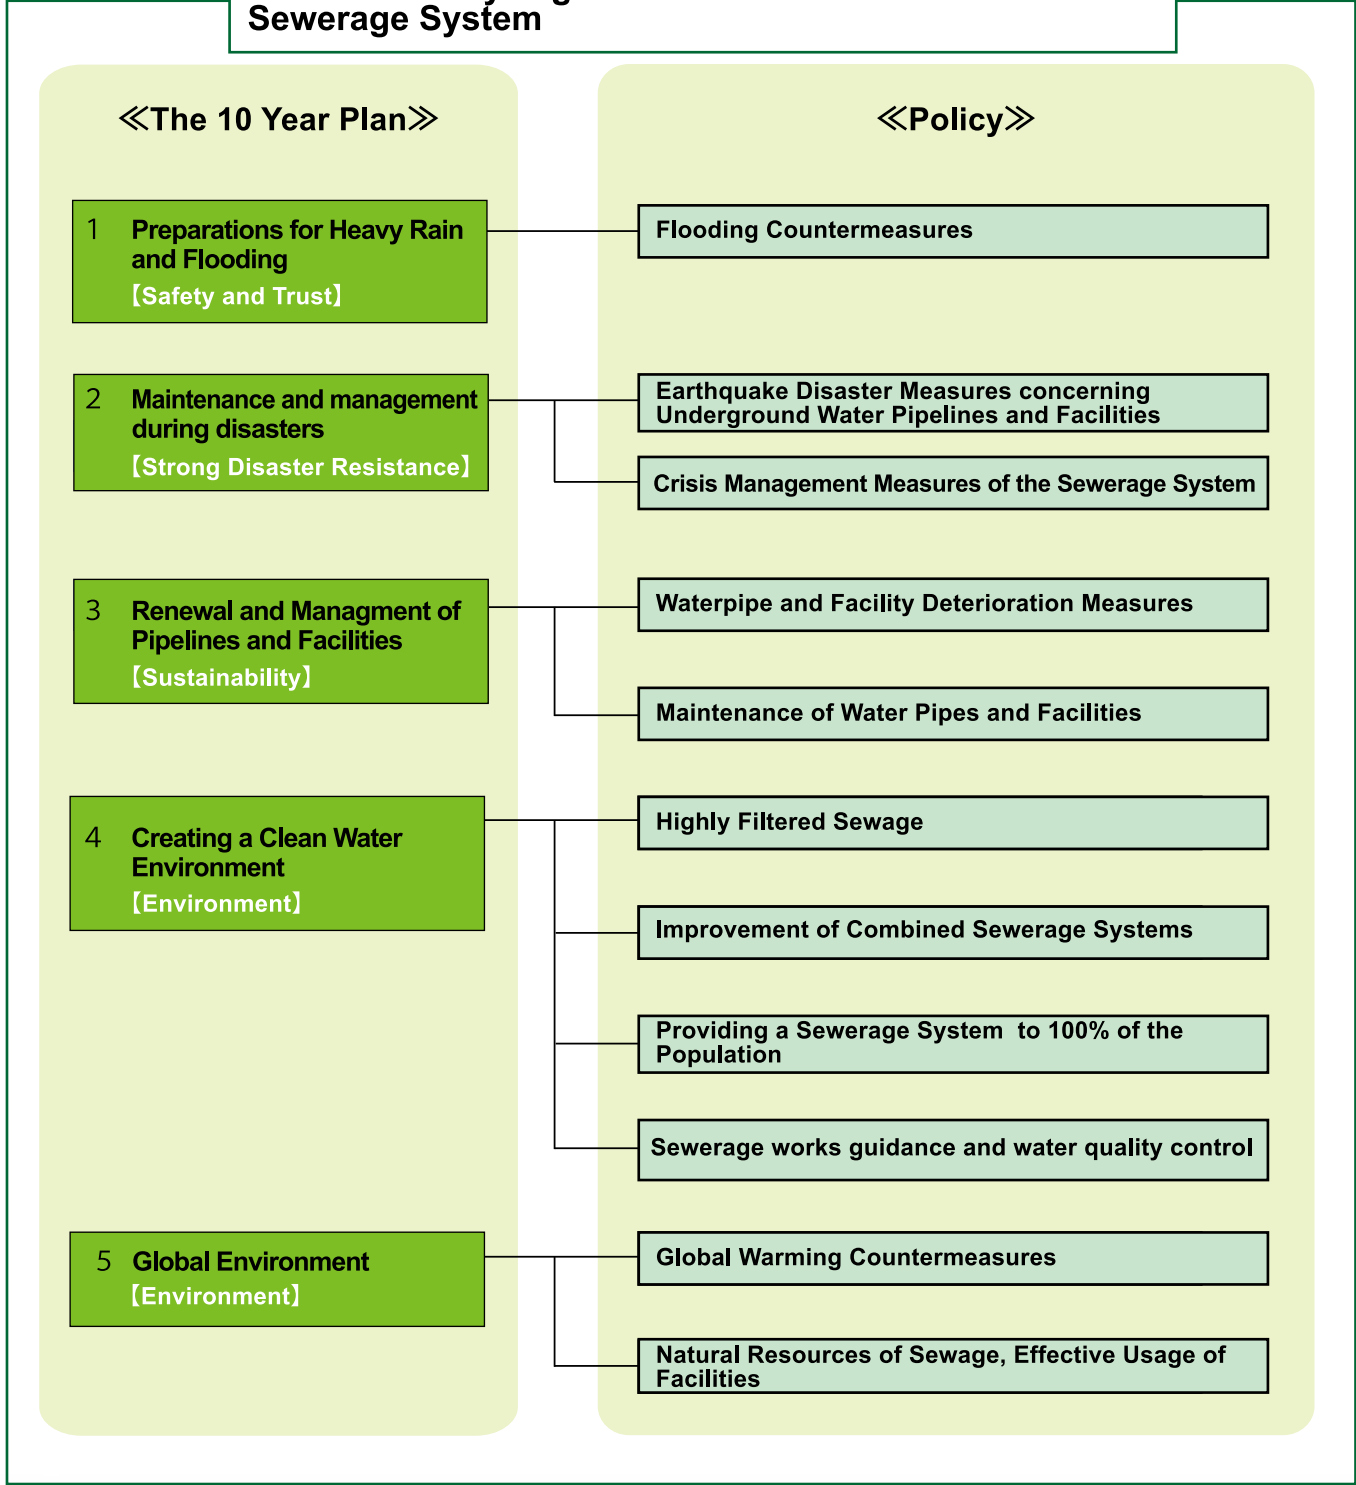 Sewerage System
≪The 10 Year Plan≫
≪Policy≫
1 Preparations for Heavy Rain
and Flooding
【Safety and Trust】
Flooding Countermeasures
2 Maintenance and management
during disasters
【Strong Disaster Resistance】
Earthquake Disaster Measures concerning
Underground Water Pipelines and Facilities
Crisis Management Measures of the Sewerage System
3 Renewal and Managment of
Pipelines and Facilities
【Sustainability】
Waterpipe and Facility Deterioration Measures
Maintenance of Water Pipes and Facilities
4 Creating a Clean Water
Environment
【Environment】
Highly Filtered Sewage
Improvement of Combined Sewerage Systems
Providing a Sewerage System to 100% of the
Population
Sewerage works guidance and water quality control
5 Global Environment
【Environment】
Global Warming Countermeasures
Natural Resources of Sewage, Effective Usage of
Facilities